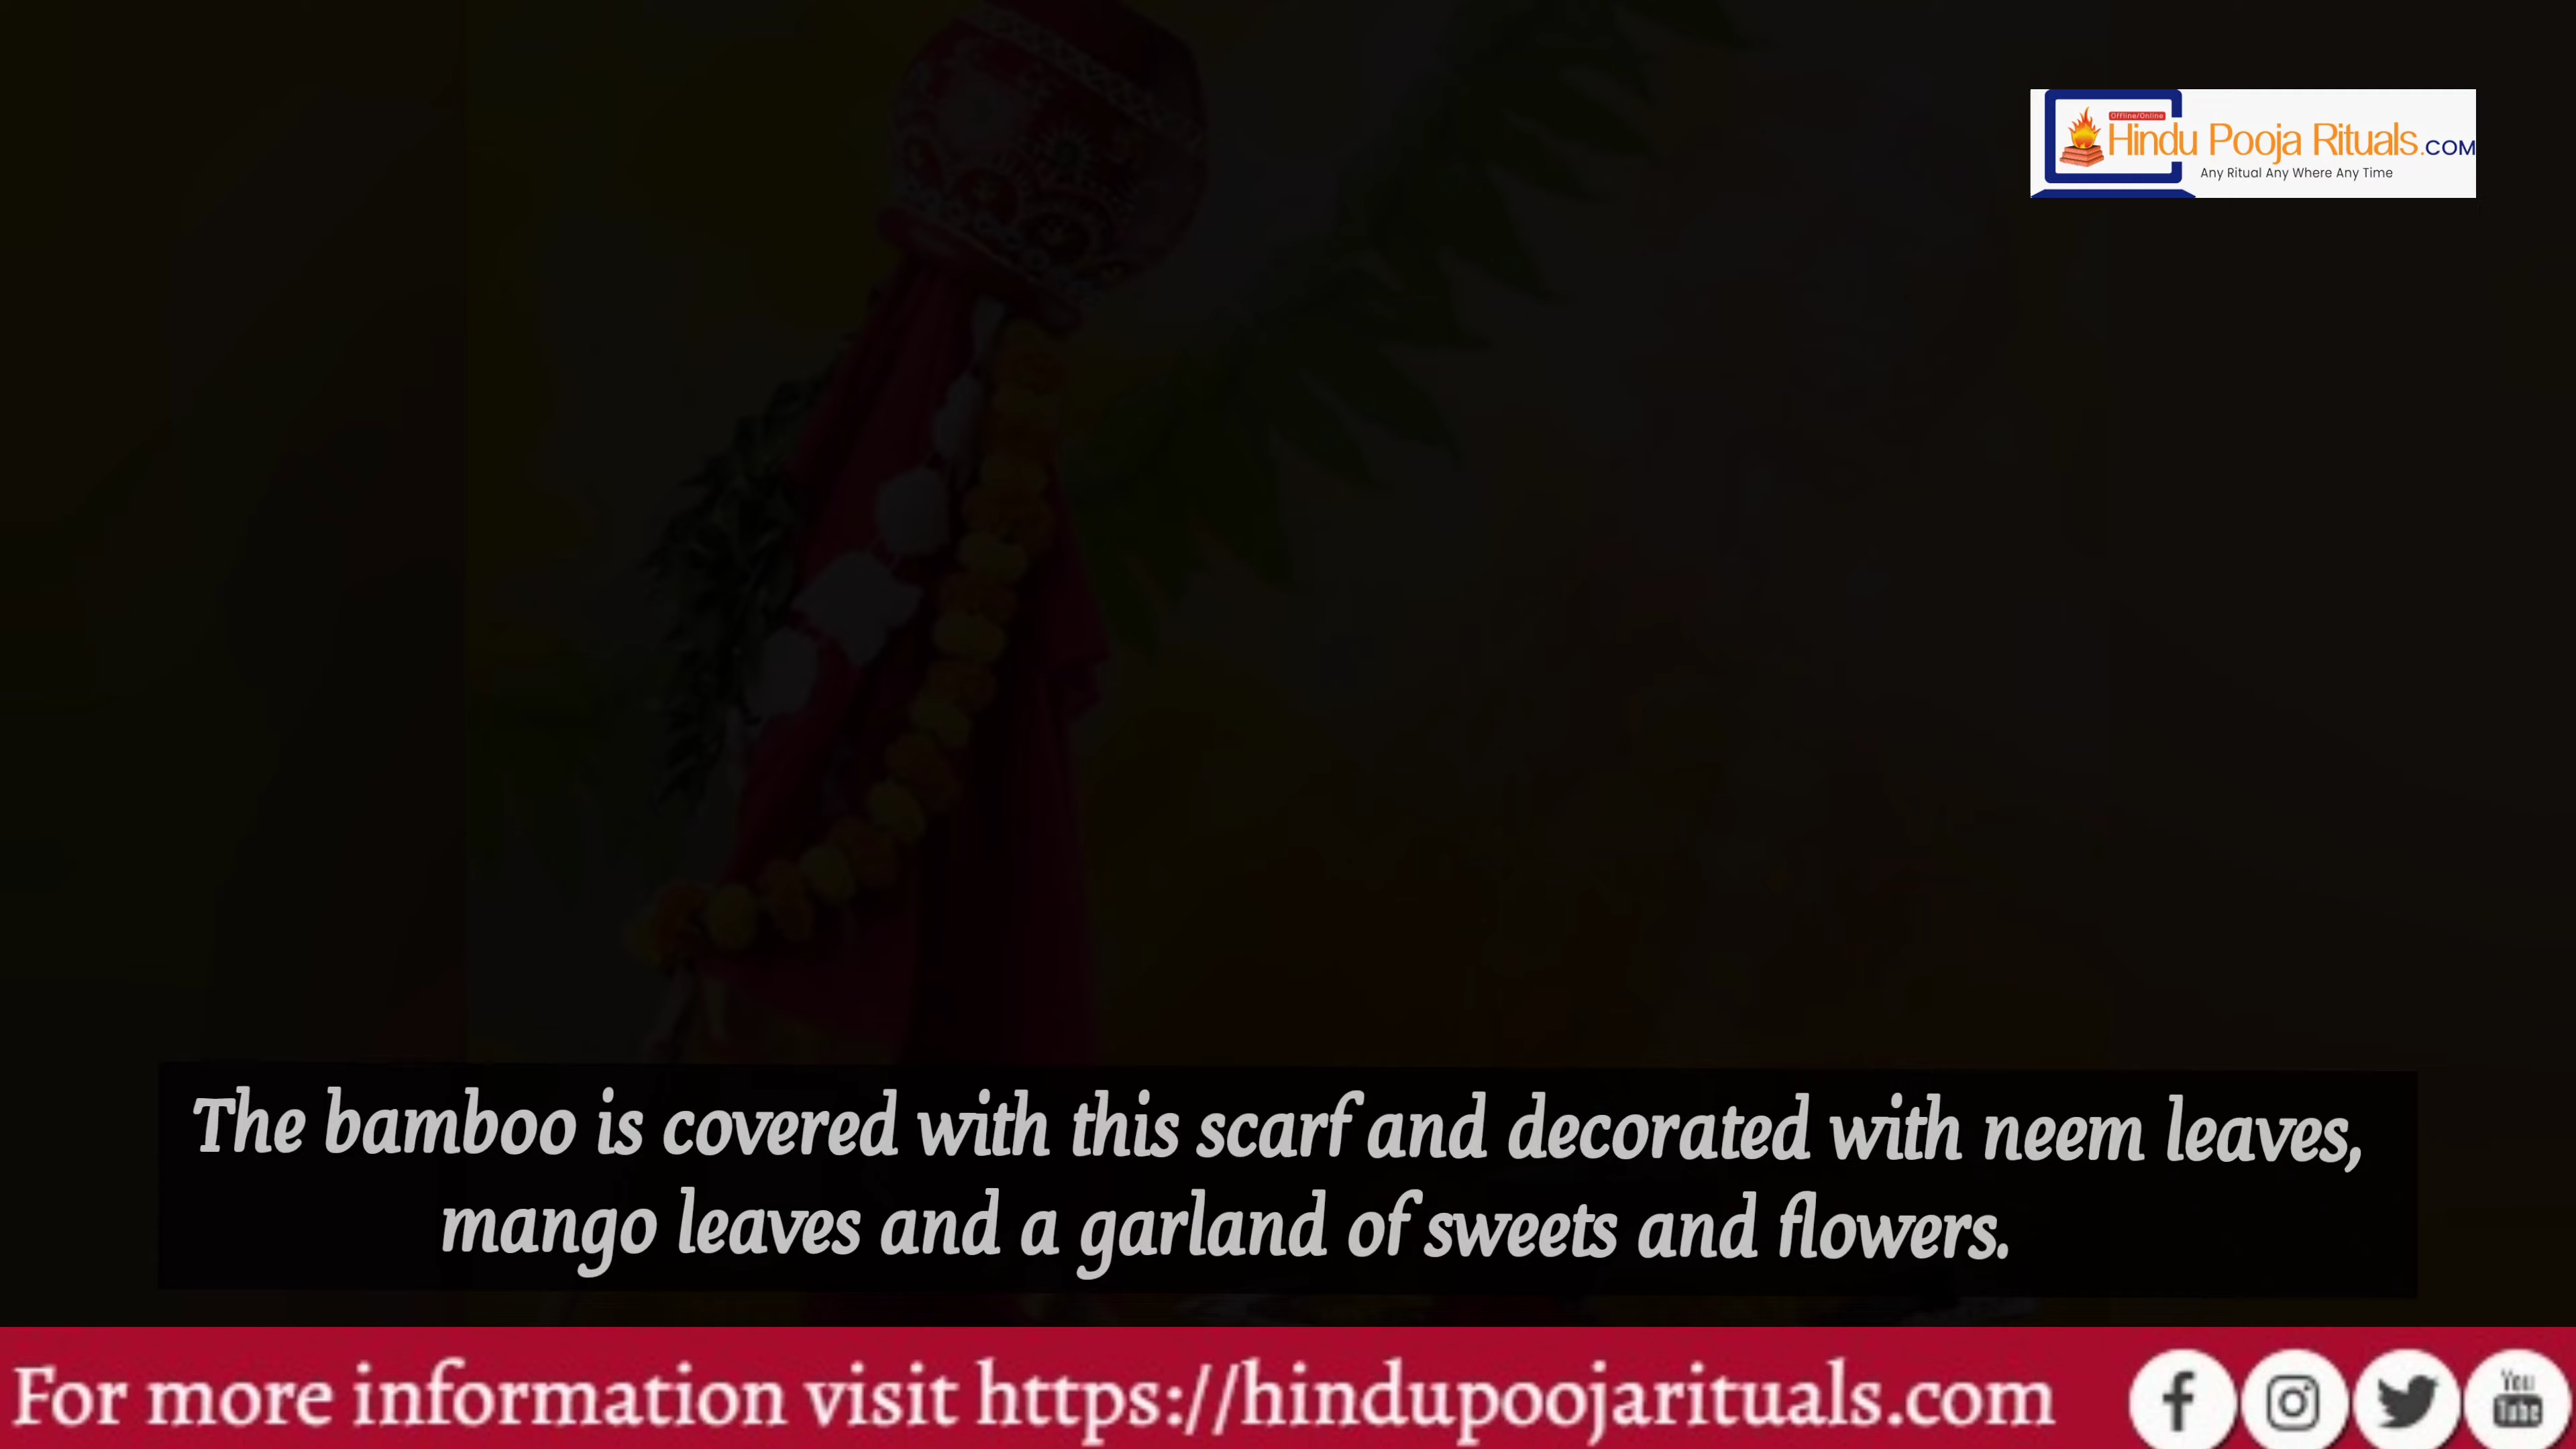 Offline/Online
Hindu Pooja Rituals.COM
Any Ritual Any Where Any Time
The bamboo is covered with this scarf and decorated with neem leaves,
mango leaves and a garland of sweets and flowers.
For more information visit https://hindupoojarituals.com
You
Tube